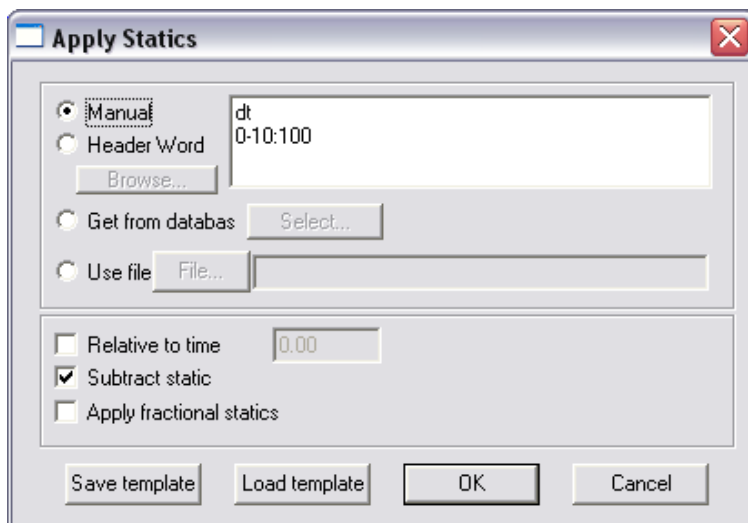 Apply Statics
Manual
dt
0-10:100
Header Word
Browse...
Get from databas
Select...
Use file
File...
Relative to time
0.00
Subtract static
Apply fractional statics
Save template
Load template
OK
Cancel